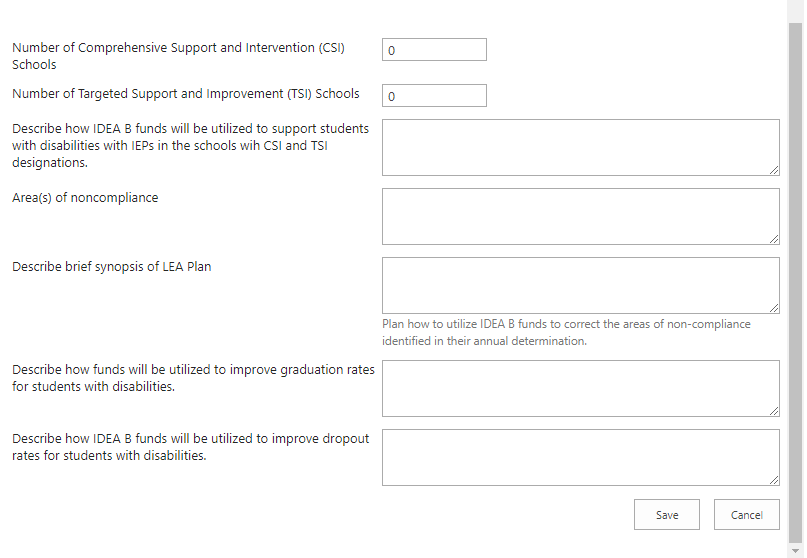 Number of Comprehensive Support and Intervention (CSI)
Schools
0
Number of Targeted Support and Improvement (TSI) Schools
0
Describe how IDEA B funds will be utilized to support students
with disabilities with IEPs in the schools wih CSI and TSI
designations.
Area(s) of noncompliance
Describe brief synopsis of LEA Plan
Plan how to utilize IDEA B funds to correct the areas of non-compliance
identified in their annual determination.
Describe how funds will be utilized to improve graduation rates
for students with disabilities.
Describe how IDEA B funds will be utilized to improve dropout
rates for students with disabilities.
Save
Cancel